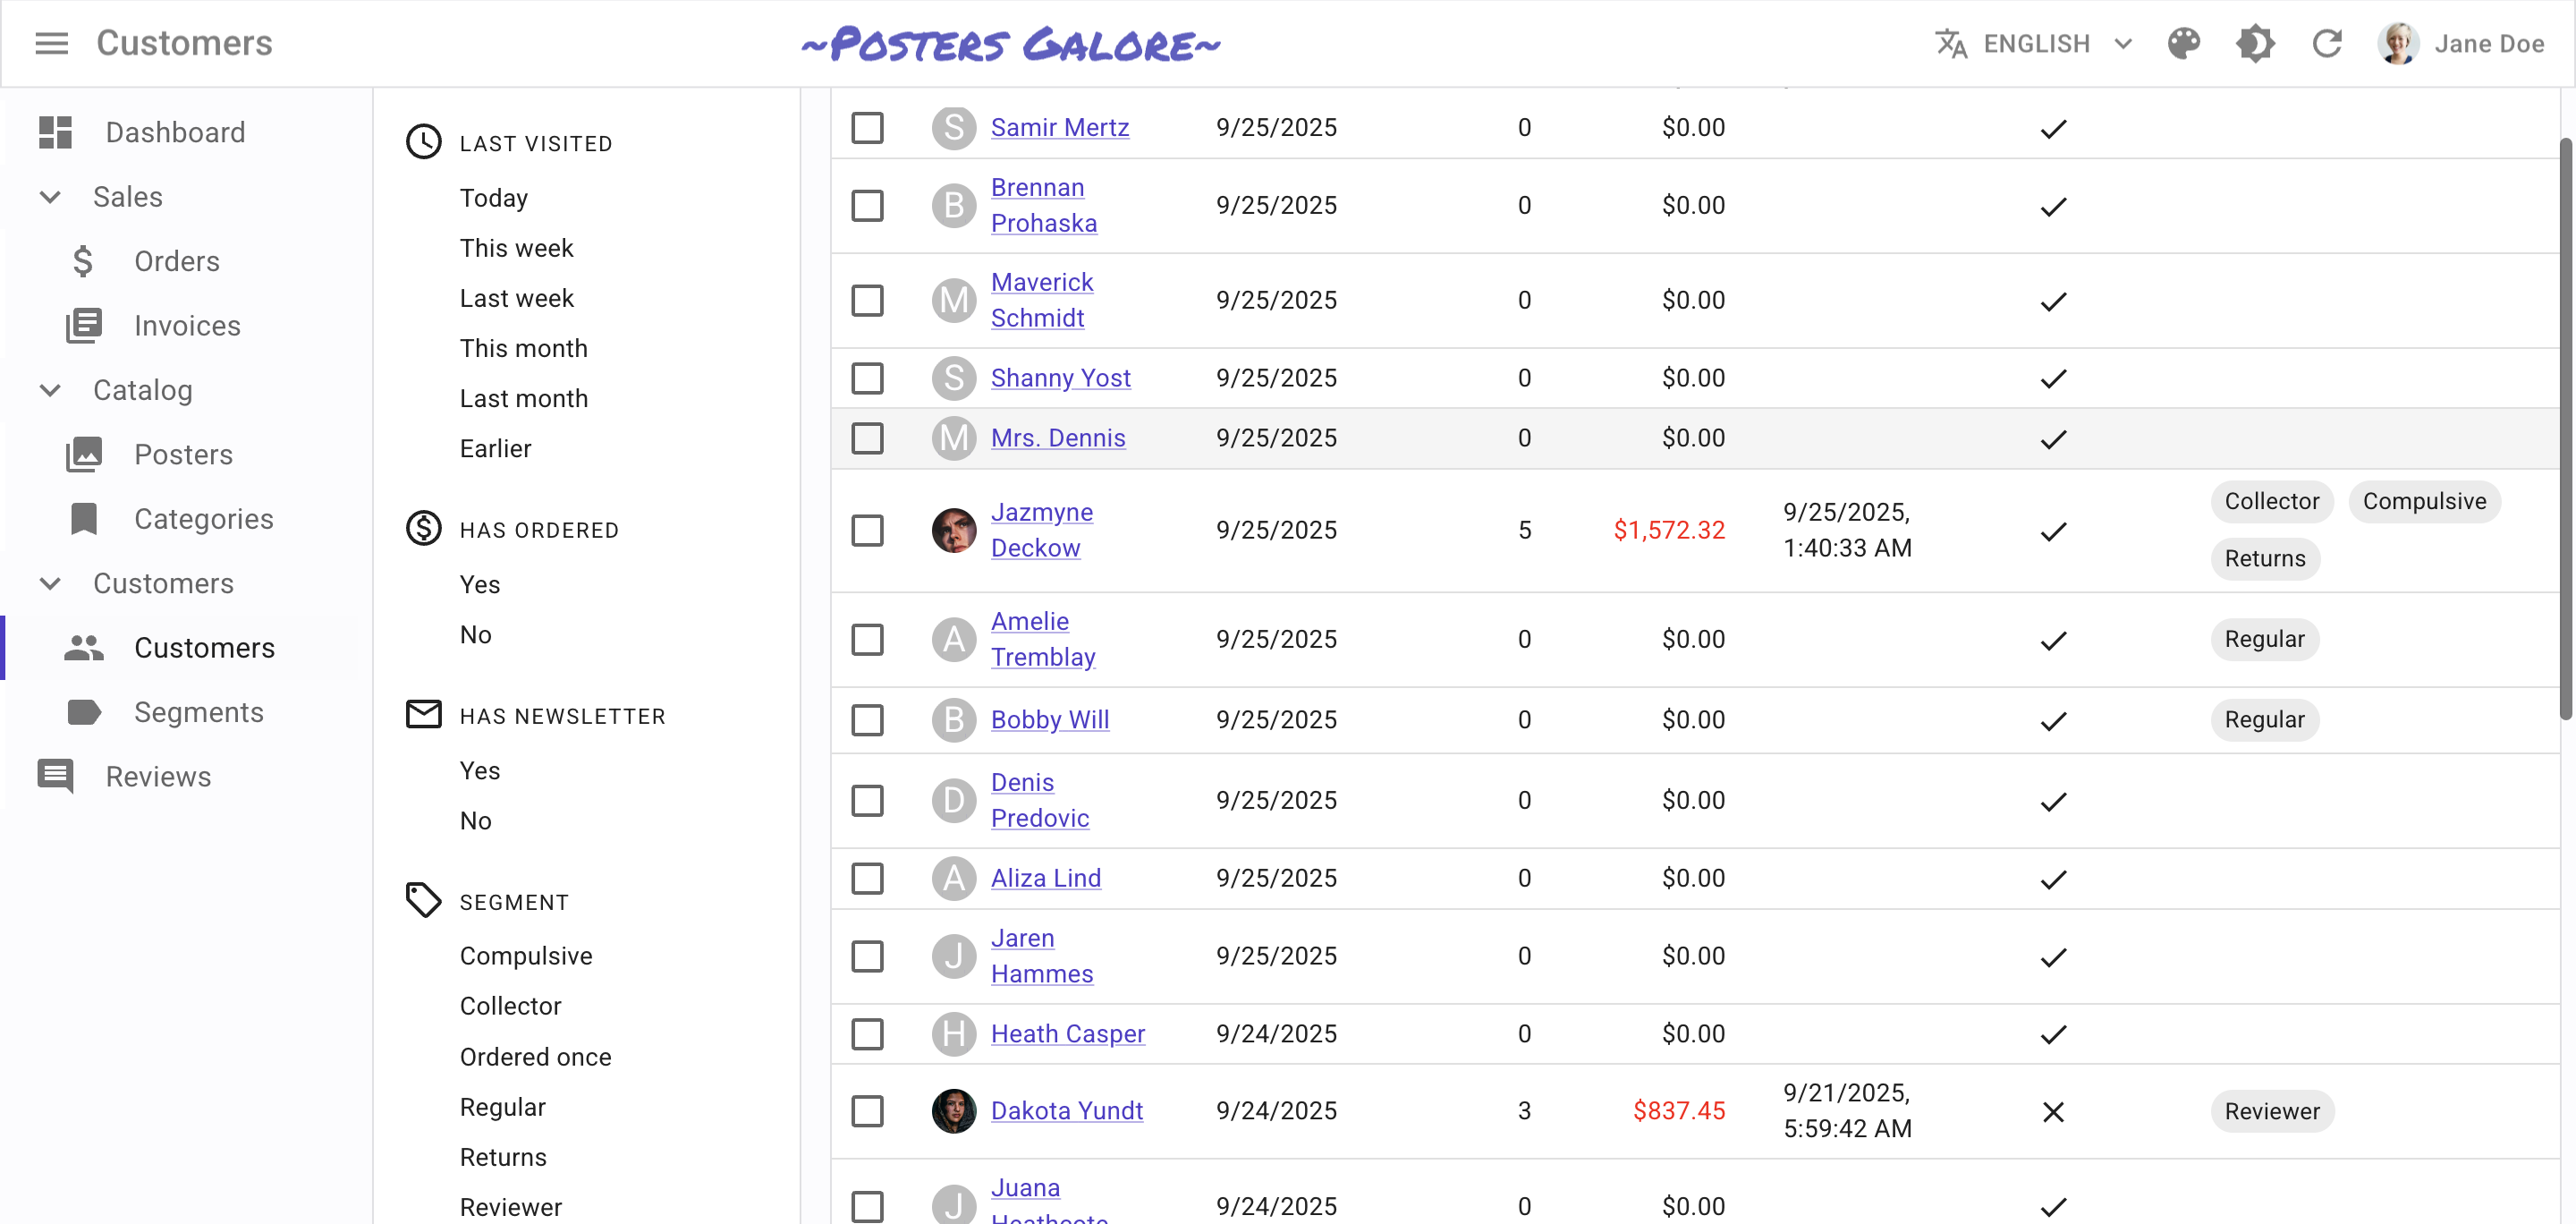 Customers
~Posters Galore~
ENGLISH
Jane Doe
Dashboard
Sales
Orders
Invoices
Catalog
Posters
Categories
Customers
Customers
Segments
Reviews
LAST VISITED
Today
This week
Last week
This month
Last month
Earlier
HAS ORDERED
Yes
No
HAS NEWSLETTER
Yes
No
SEGMENT
Compulsive
Collector
Ordered once
Regular
Returns
Reviewer
S Samir Mertz 9/25/2025 0 $0.00
B Brennan
Prohaska 9/25/2025 0 $0.00
M Maverick
Schmidt 9/25/2025 0 $0.00
S Shanny Yost 9/25/2025 0 $0.00
M Mrs. Dennis 9/25/2025 0 $0.00
Jazmyne
Deckow 9/25/2025 5 $1,572.32 9/25/2025,
1:40:33 AM
Collector Compulsive
Returns
A Amelie
Tremblay 9/25/2025 0 $0.00 Regular
B Bobby Will 9/25/2025 0 $0.00 Regular
D Denis
Predovic 9/25/2025 0 $0.00
A Aliza Lind 9/25/2025 0 $0.00
J Jaren
Hammes 9/25/2025 0 $0.00
H Heath Casper 9/24/2025 0 $0.00
Dakota Yundt 9/24/2025 3 $837.45 9/21/2025,
5:59:42 AM Reviewer
J Juana
9/24/2025 0 $0.00